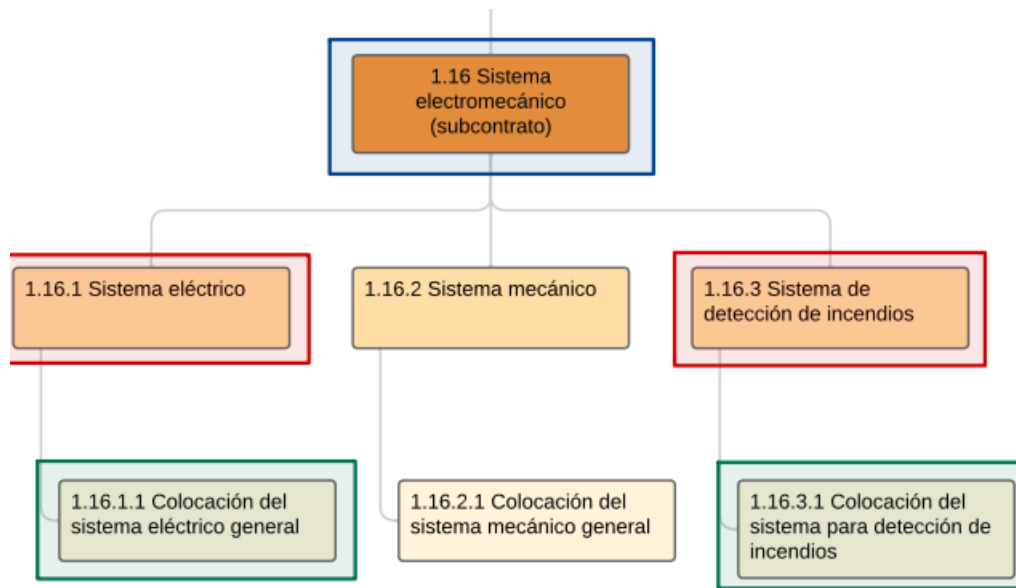 1.16 Sistema
electromecánico
(subcontrato)
1.16.1 Sistema eléctrico
1.16.2 Sistema mecánico
1.16.3 Sistema de
detección de incendios
1.16.1.1 Colocación del
sistema eléctrico general
1.16.2.1 Colocación del
sistema mecánico general
1.16.3.1 Colocación del
sistema para detección de
incendios